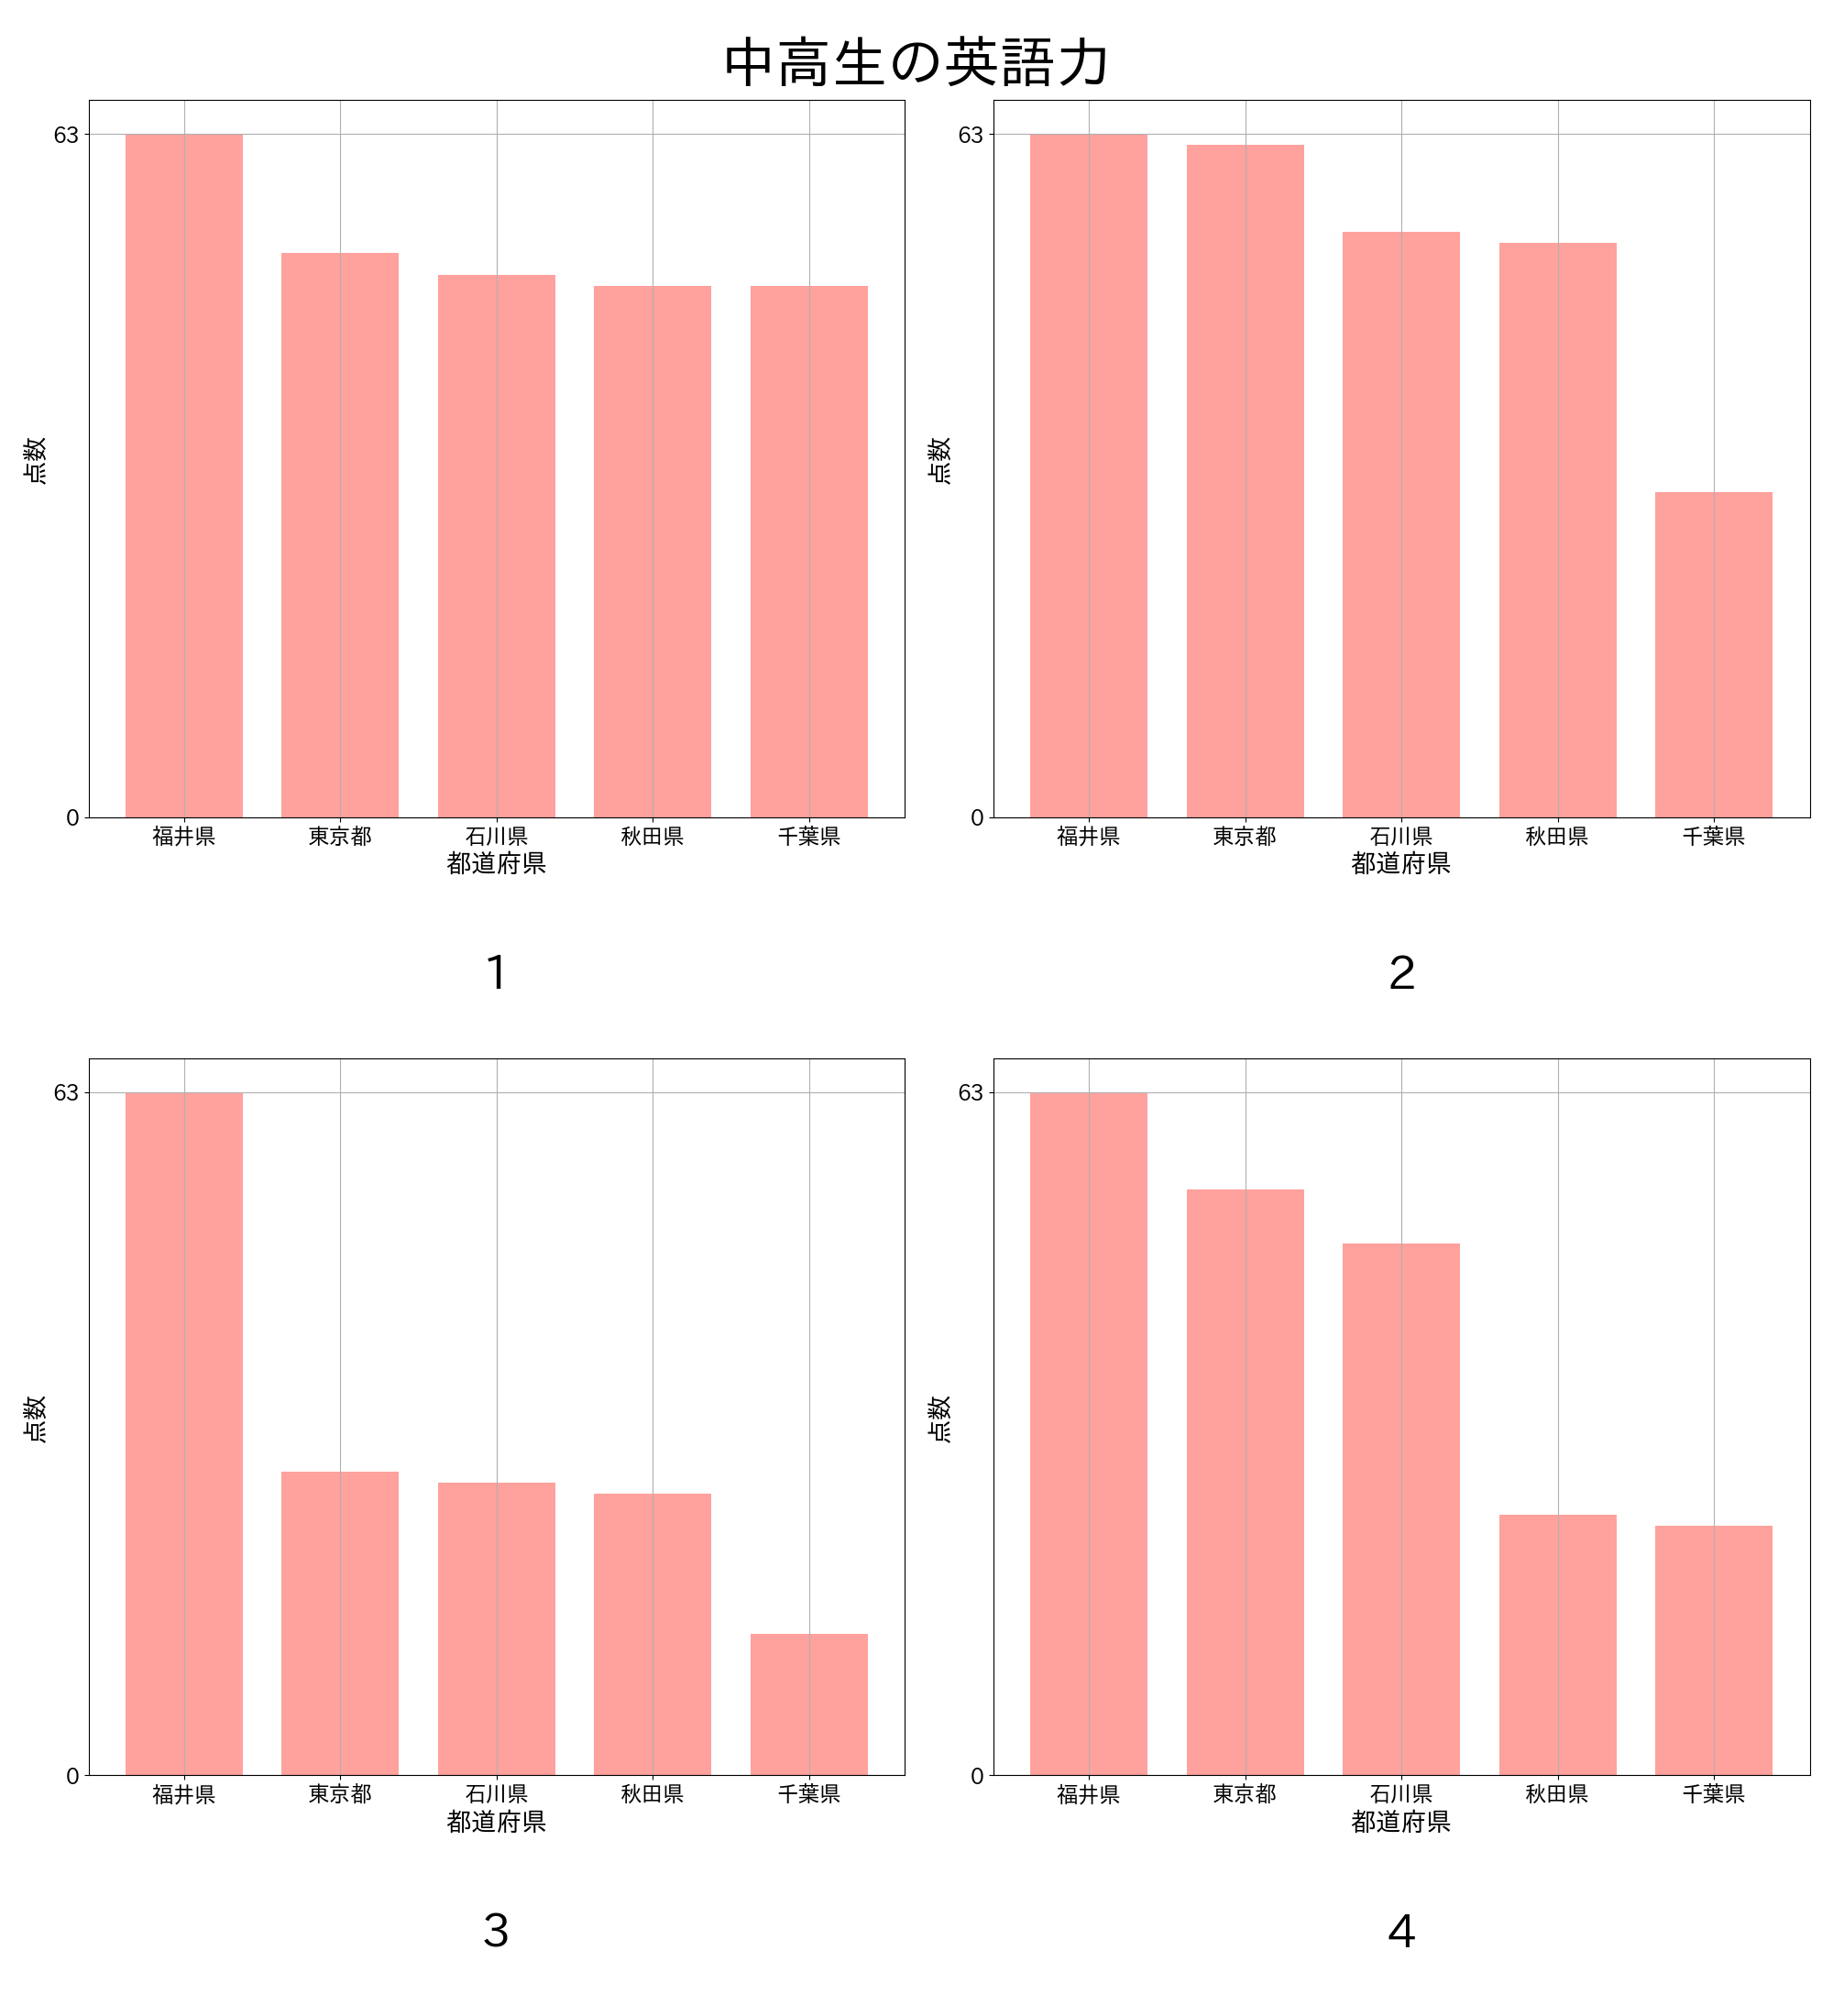 中高生の英語力
63
点数
0
福井県 東京都 石川県 秋田県 千葉県
都道府県
1
63
点数
0
福井県 東京都 石川県 秋田県 千葉県
都道府県
2
63
点数
0
福井県 東京都 石川県 秋田県 千葉県
都道府県
3
63
点数
0
福井県 東京都 石川県 秋田県 千葉県
都道府県
4